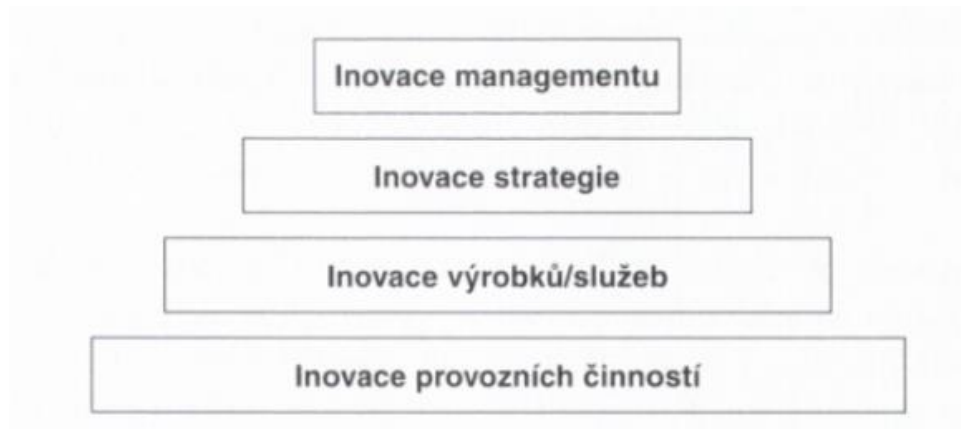 Inovace managementu
Inovace strategie
Inovace výrobků/služeb
Inovace provozních činností